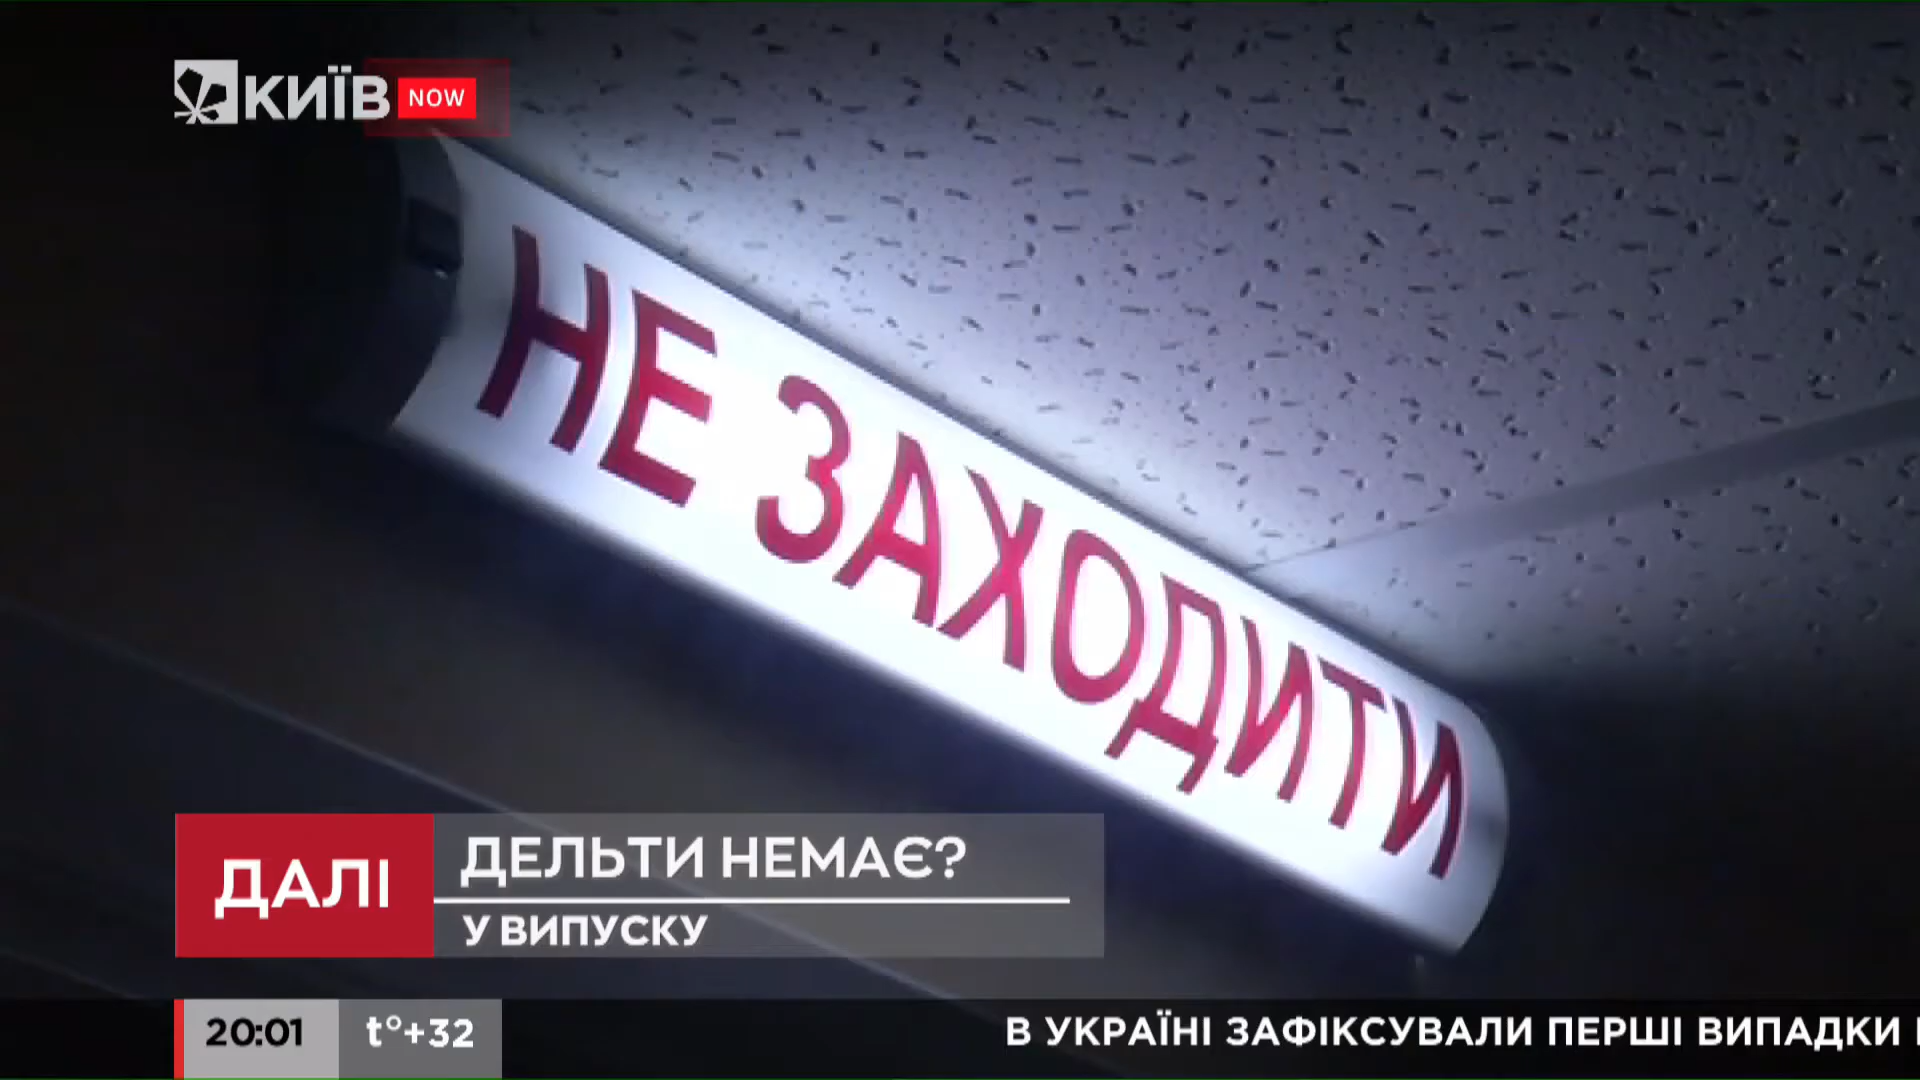 КИЇВ NOW
НЕ ЗАХОДИТИ
ДАЛІ
ДЕЛЬТИ НЕМАЄ?
У ВИПУСКУ
20:01 t°+32
В УКРАЇНІ ЗАФІКСУВАЛИ ПЕРШІ ВИПАДКИ